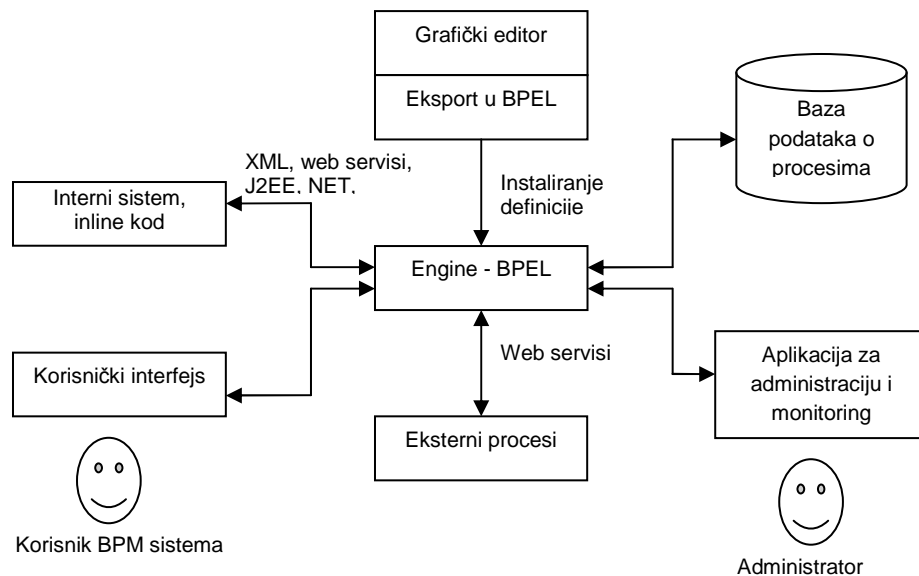 Grafički editor
Eksport u BPEL
Baza
podataka o
procesima
XML, web servisi,
J2EE, NET,
Instaliranje
definicije
Interni sistem,
inline kod
Engine - BPEL
Korisnički interfejs
Web servisi
Aplikacija za
administraciju i
monitoring
Eksterni procesi
Korisnik BPM sistema
Administrator